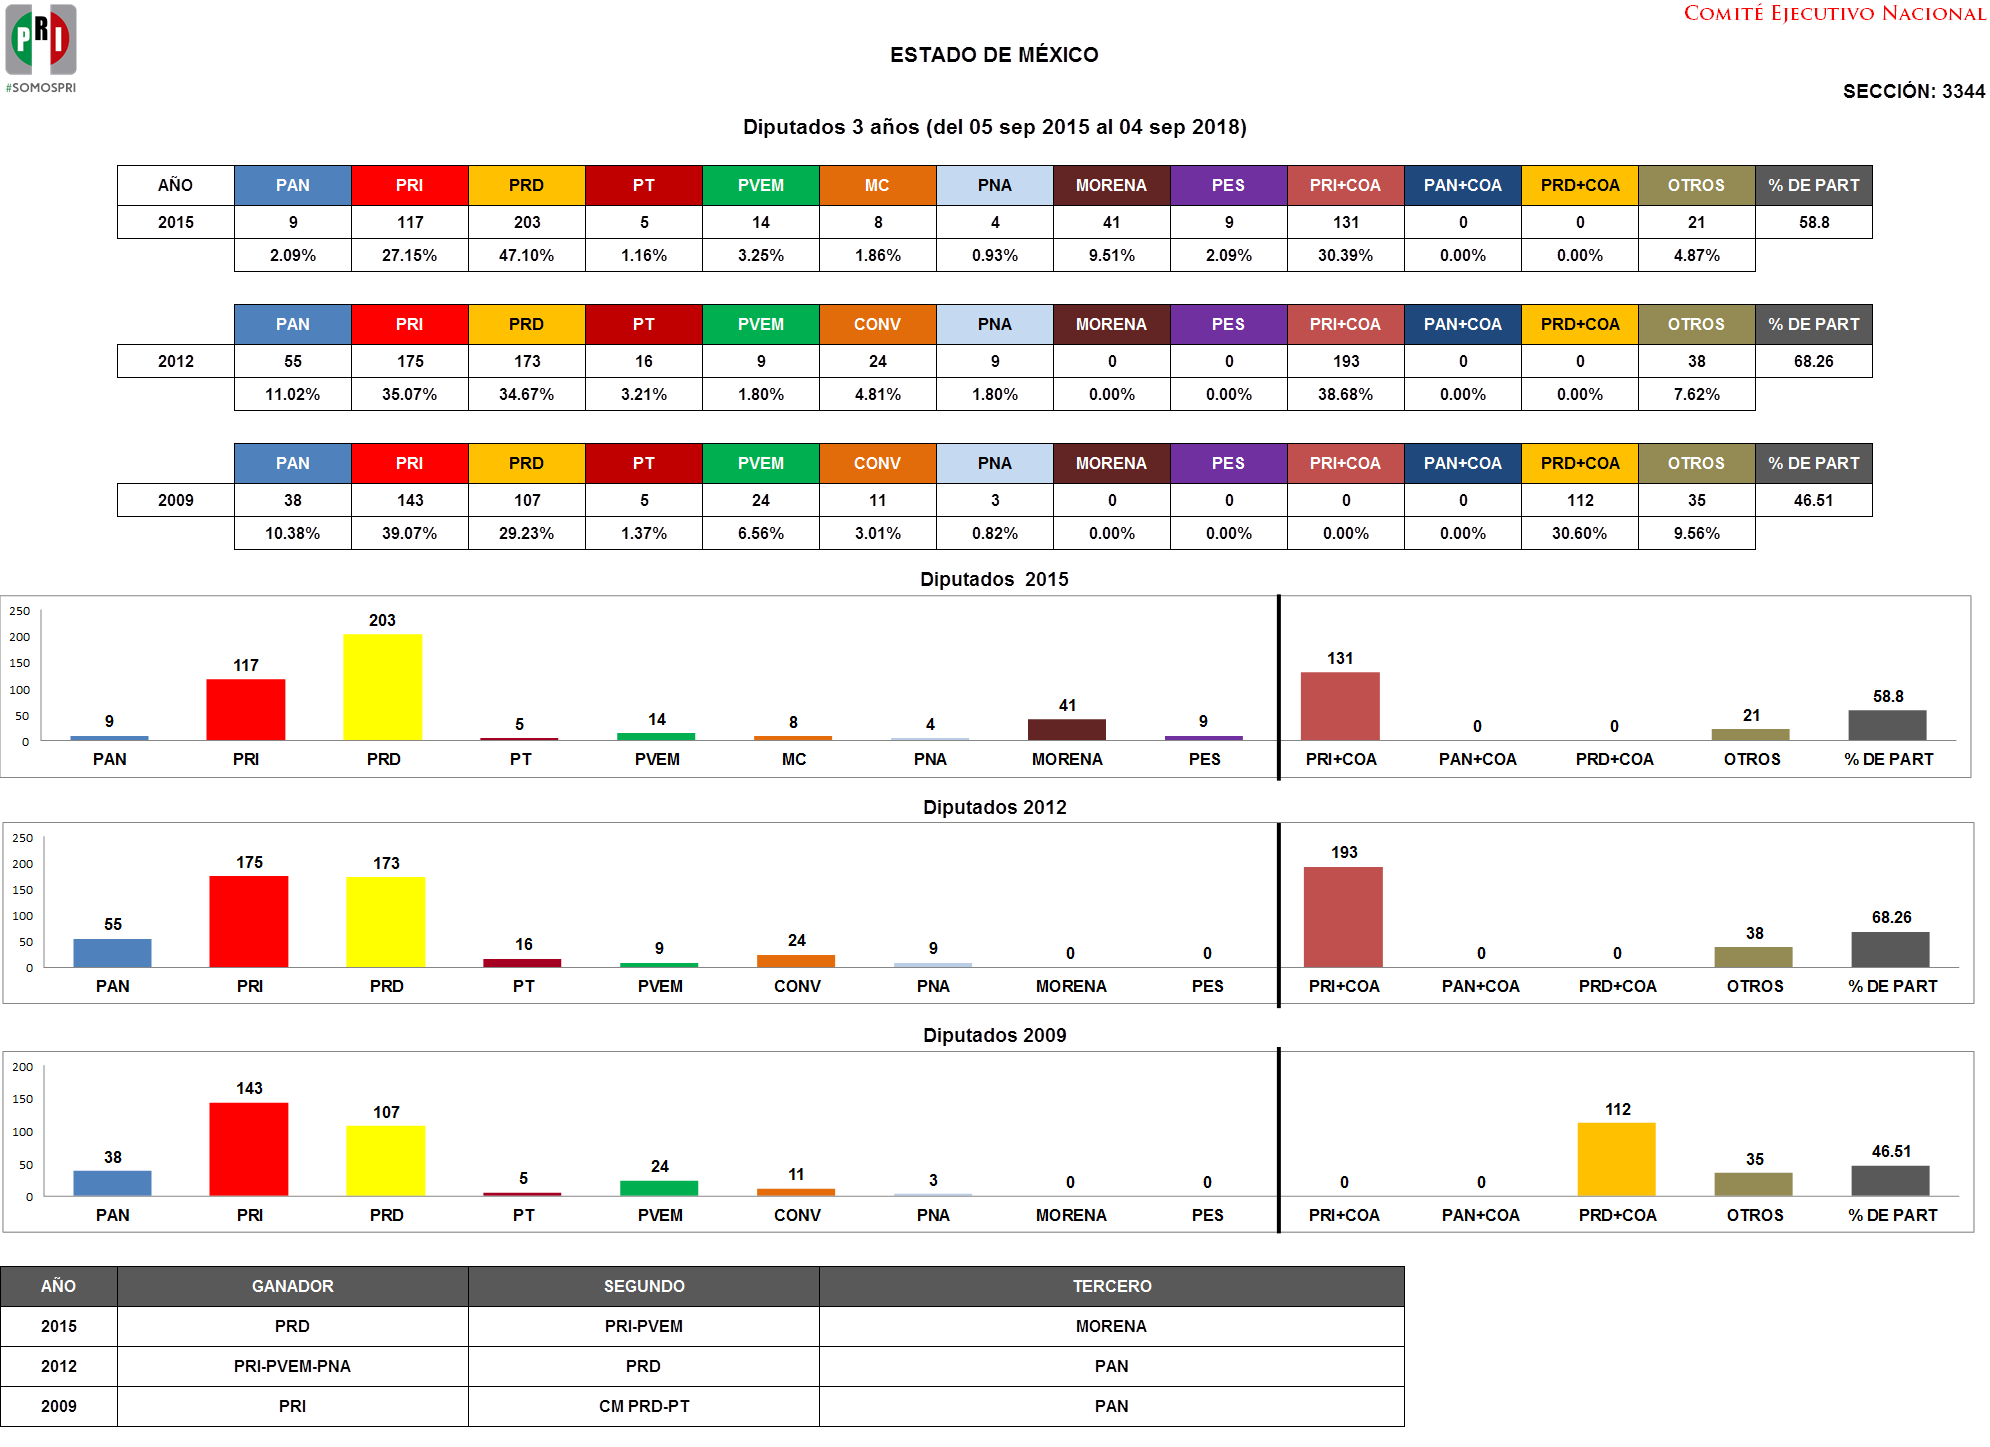 PRI
#SOMOSPRI
COMITÉ EJECUTIVO NACIONAL
ESTADO DE MÉXICO
SECCIÓN: 3344
Diputados 3 años (del 05 sep 2015 al 04 sep 2018)
AÑO PAN PRI PRD PT PVEM MC PNA MORENA PES PRI+COA PAN+COA PRD+COA OTROS % DE PART
2015 9 117 203 5 14 8 4 41 9 131 0 0 21 58.8
2.09% 27.15% 47.10% 1.16% 3.25% 1.86% 0.93% 9.51% 2.09% 30.39% 0.00% 0.00% 4.87%
PAN PRI PRD PT PVEM CONV PNA MORENA PES PRI+COA PAN+COA PRD+COA OTROS % DE PART
2012 55 175 173 16 9 24 9 0 0 193 0 0 38 68.26
11.02% 35.07% 34.67% 3.21% 1.80% 4.81% 1.80% 0.00% 0.00% 38.68% 0.00% 0.00% 7.62%
PAN PRI PRD PT PVEM CONV PNA MORENA PES PRI+COA PAN+COA PRD+COA OTROS % DE PART
2009 38 143 107 5 24 11 3 0 0 0 0 112 35 46.51
10.38% 39.07% 29.23% 1.37% 6.56% 3.01% 0.82% 0.00% 0.00% 0.00% 0.00% 30.60% 9.56%
Diputados 2015
250
200
150
100
50
0
9 117 203 5 14 8 4 41 9 131 0 0 21 58.8
PAN PRI PRD PT PVEM MC PNA MORENA PES PRI+COA PAN+COA PRD+COA OTROS % DE PART
Diputados 2012
250
200
150
100
50
0
55 175 173 16 9 24 9 0 0 193 0 0 38 68.26
PAN PRI PRD PT PVEM CONV PNA MORENA PES PRI+COA PAN+COA PRD+COA OTROS % DE PART
Diputados 2009
200
150
100
50
0
38 143 107 5 24 11 3 0 0 0 0 112 35 46.51
PAN PRI PRD PT PVEM CONV PNA MORENA PES PRI+COA PAN+COA PRD+COA OTROS % DE PART
AÑO GANADOR SEGUNDO TERCERO
2015 PRD PRI-PVEM MORENA
2012 PRI-PVEM-PNA PRD PAN
2009 PRI CM PRD-PT PAN